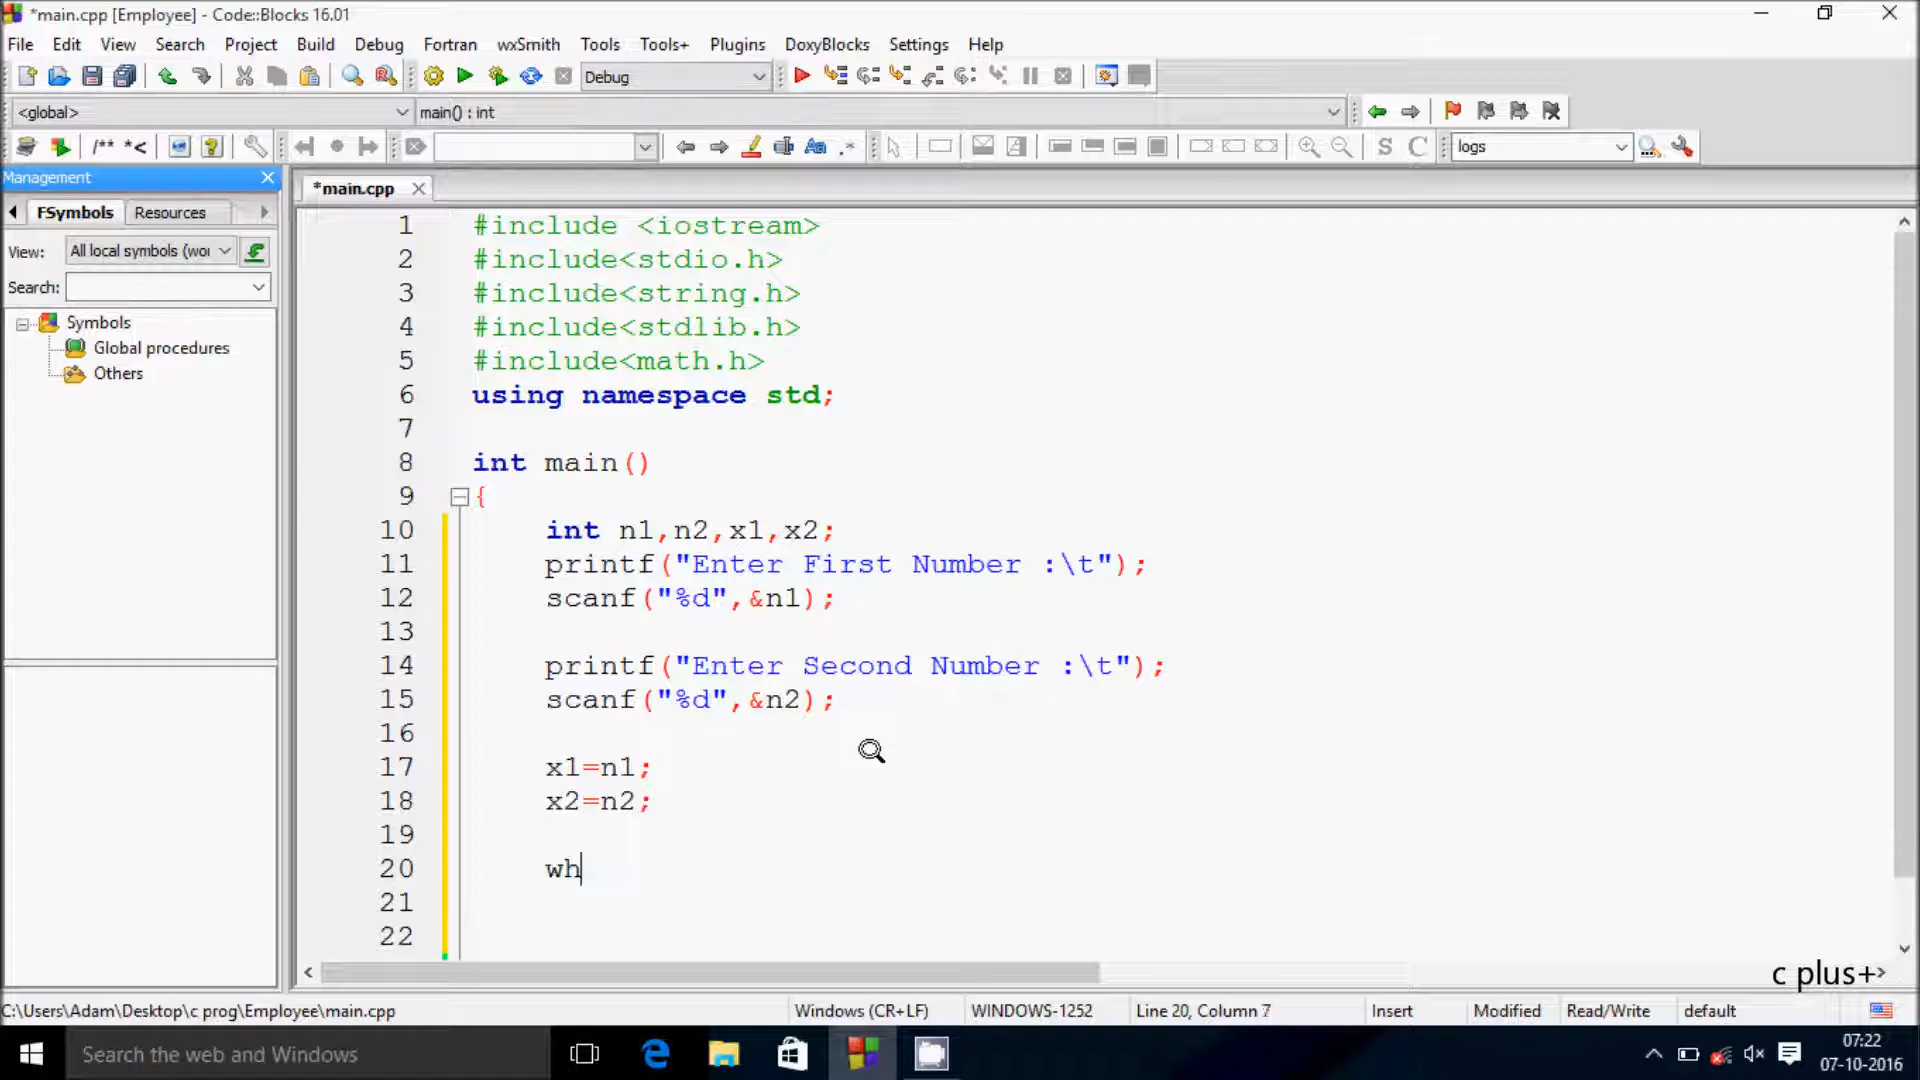 *main.cpp [Employee] - Code::Blocks 16.01
File Edit View Search Project Build Debug Fortran wxSmith Tools Tools+ Plugins DoxyBlocks Settings Help
Debug
<global> main() : int
/** *< S C logs
Management
FSymbols Resources
*main.cpp
View: All local symbols (wor
Search:
Symbols
Global procedures
Others
1 #include <iostream>
2 #include<stdio.h>
3 #include<string.h>
4 #include<stdlib.h>
5 #include<math.h>
6 using namespace std;
7
8 int main()
9 {
10 int n1,n2,x1,x2;
11 printf("Enter First Number :\t");
12 scanf("%d",&n1);
13
14 printf("Enter Second Number :\t");
15 scanf("%d",&n2);
16
17 x1=n1;
18 x2=n2;
19
20 wh
21
22
c plus+>
C:\Users\Adam\Desktop\c prog\Employee\main.cpp Windows (CR+LF) WINDOWS-1252 Line 20, Column 7 Insert Modified Read/Write default
Search the web and Windows
07:22
07-10-2016